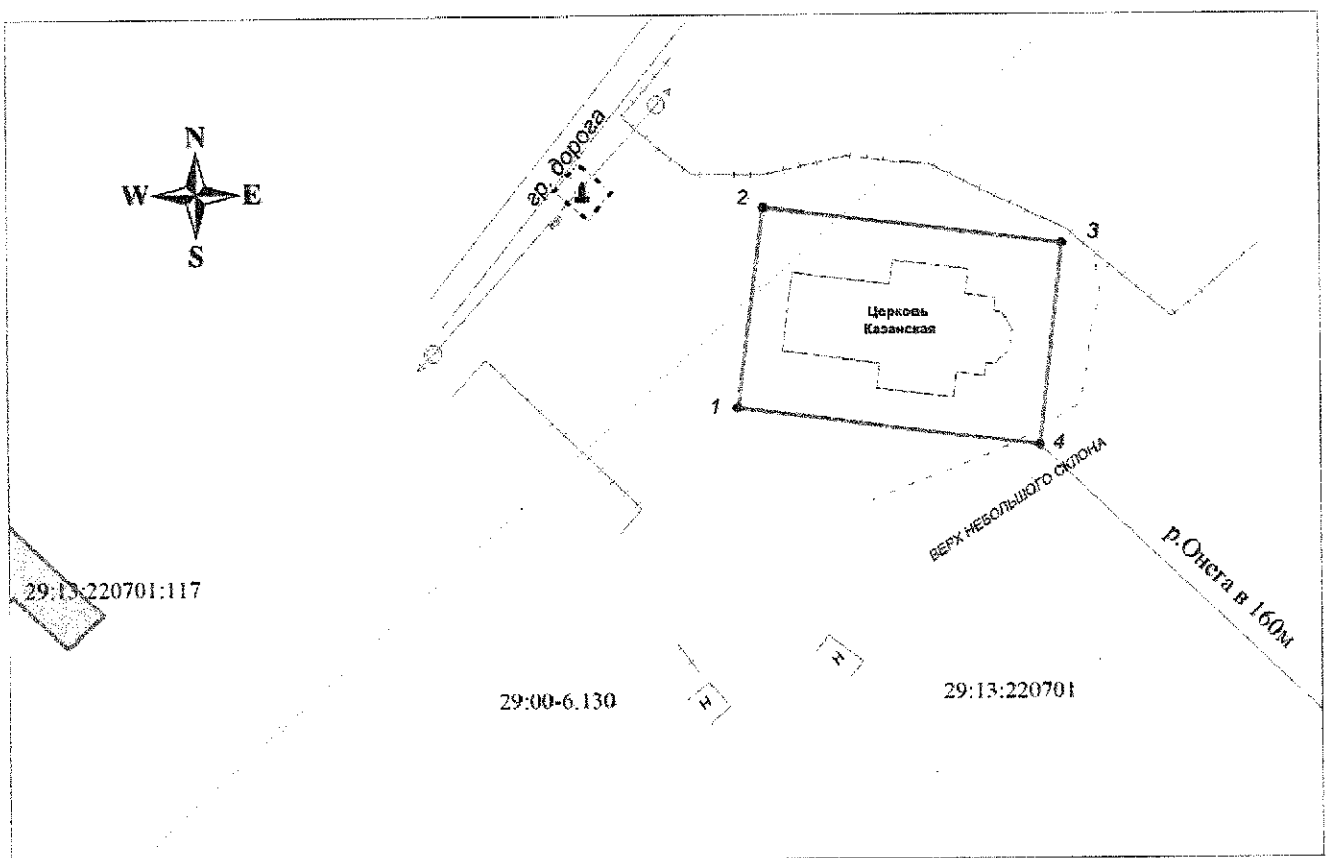 N
W E
S
гр. дорога
2
3
Церковь
Казанская
1
4
ВЕРХ НЕБОЛЬШОГО СКЛОНА
р.Онега в 160м
29:13:220701:117
Н
Н
29:00-6.130
29:13:220701